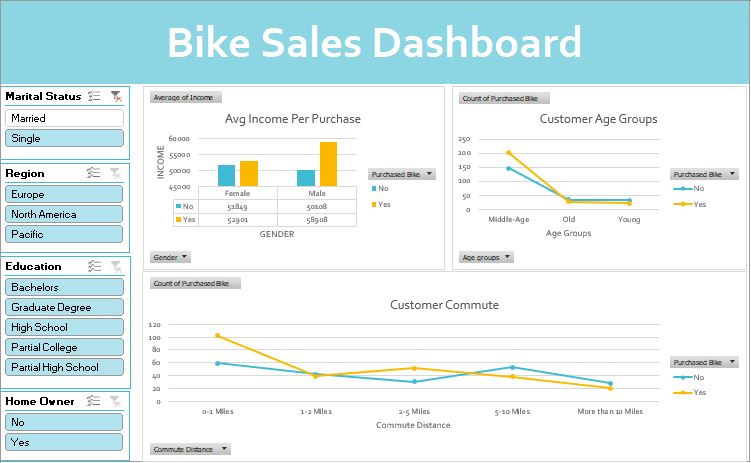 Bike Sales Dashboard
Marital Status
Married
Single
Region
Europe
North America
Pacific
Education
Bachelors
Graduate Degree
High School
Partial College
Partial High School
Home Owner
No
Yes
Average of Income
Avg Income Per Purchase
INCOME
60000
55000
50000
45000
Female Male
No 51849 50108
Yes 52901 58908
GENDER
Purchased Bike
No
Yes
Gender
Count of Purchased Bike
Customer Age Groups
250
200
150
100
50
0
Middle-Age Old Young
Age Groups
Purchased Bike
No
Yes
Age groups
Count of Purchased Bike
Customer Commute
120
100
80
60
40
20
0
0-1 Miles 1-2 Miles 2-5 Miles 5-10 Miles More than 10 Miles
Commute Distance
Purchased Bike
No
Yes
Commute Distance